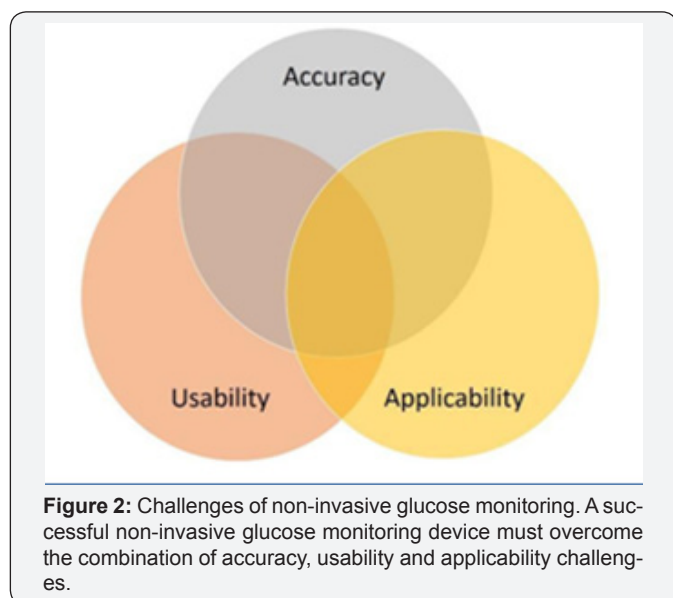 Accuracy
Usability
Applicability
Figure 2: Challenges of non-invasive glucose monitoring. A suc-
cessful non-invasive glucose monitoring device must overcome
the combination of accuracy, usability and applicability challeng-
es.